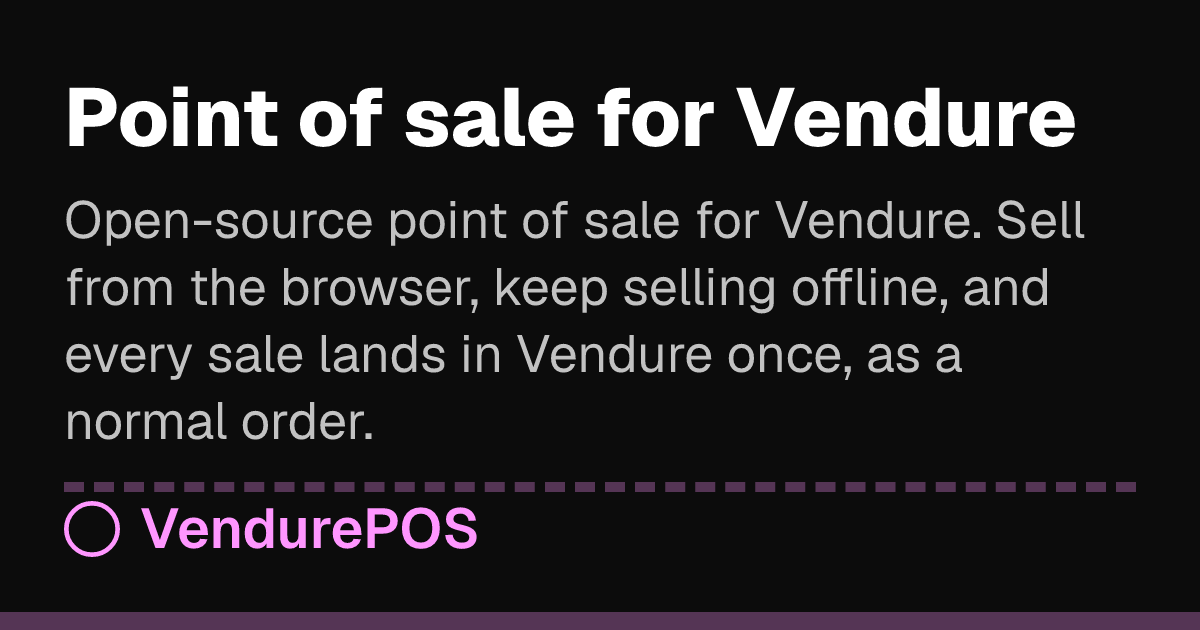 Point of sale for Vendure
Open-source point of sale for Vendure. Sell
from the browser, keep selling offline, and
every sale lands in Vendure once, as a
normal order.
VendurePOS